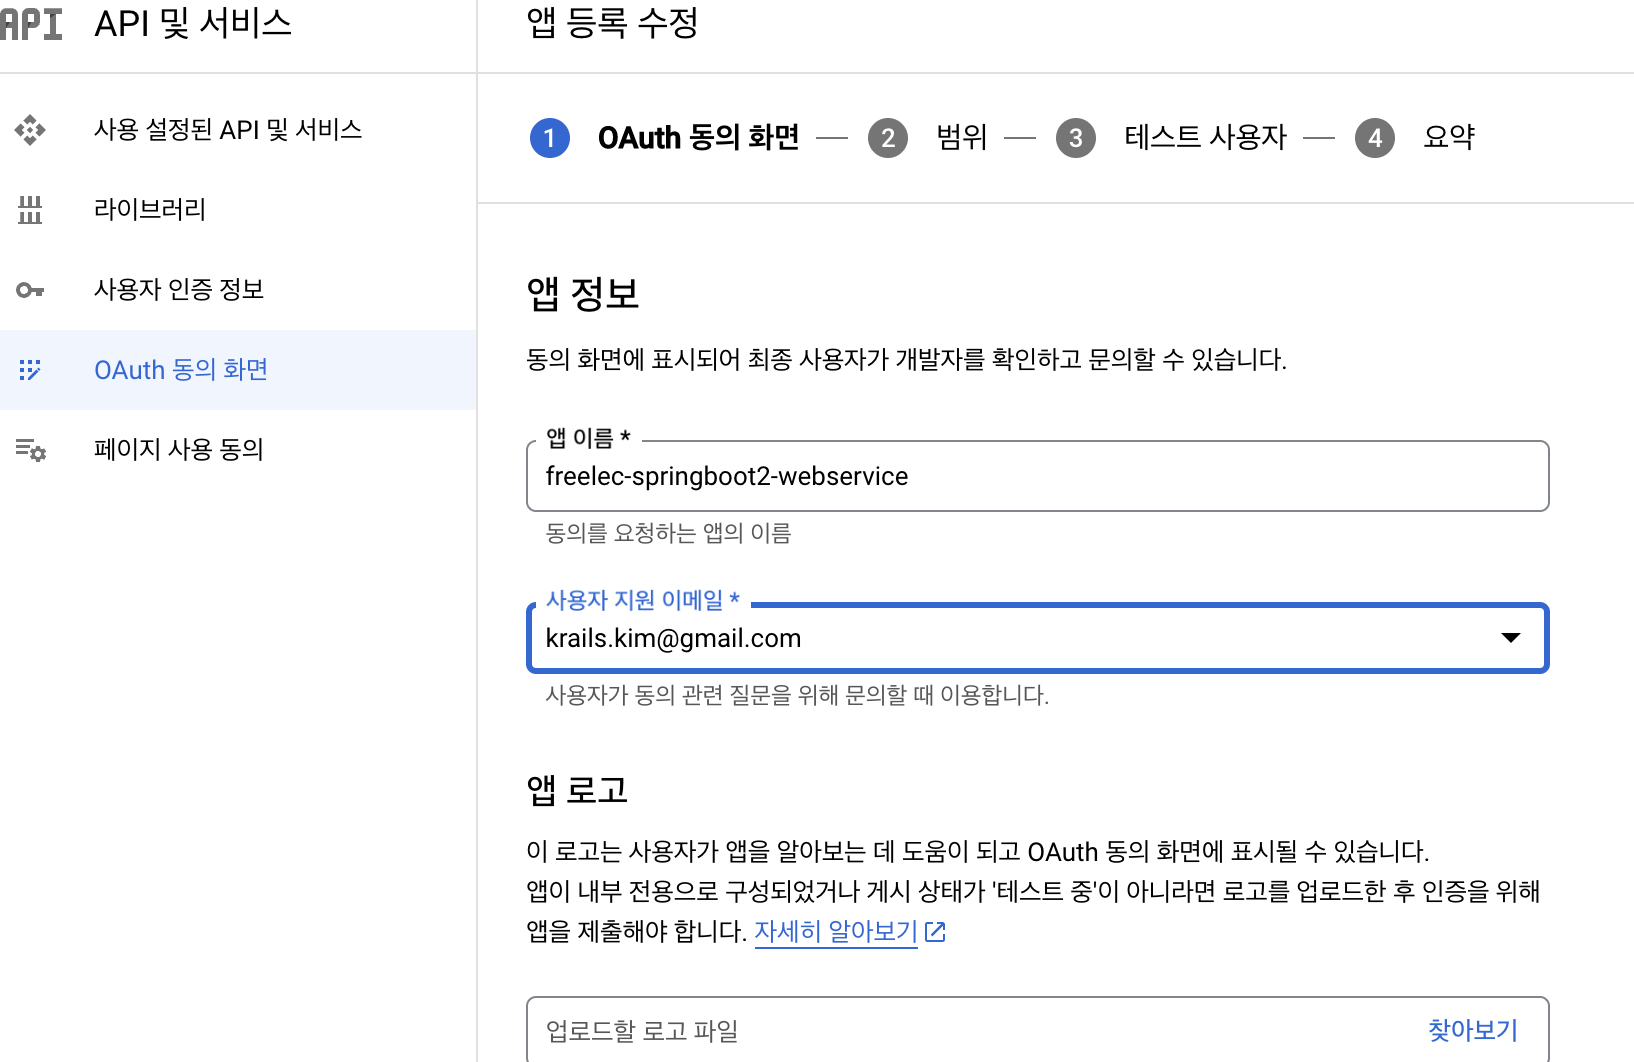 API API 및 서비스
사용 설정된 API 및 서비스
라이브러리
사용자 인증 정보
OAuth 동의 화면
페이지 사용 동의
앱 등록 수정
1 OAuth 동의 화면 — 2 범위 — 3 테스트 사용자 — 4 요약
앱 정보
동의 화면에 표시되어 최종 사용자가 개발자를 확인하고 문의할 수 있습니다.
앱 이름 *
freelec-springboot2-webservice
동의를 요청하는 앱의 이름
사용자 지원 이메일 *
krails.kim@gmail.com
사용자가 동의 관련 질문을 위해 문의할 때 이용합니다.
앱 로고
이 로고는 사용자가 앱을 알아보는 데 도움이 되고 OAuth 동의 화면에 표시될 수 있습니다.
앱이 내부 전용으로 구성되었거나 게시 상태가 '테스트 중'이 아니라면 로고를 업로드한 후 인증을 위해
앱을 제출해야 합니다. 자세히 알아보기
업로드할 로고 파일 찾아보기